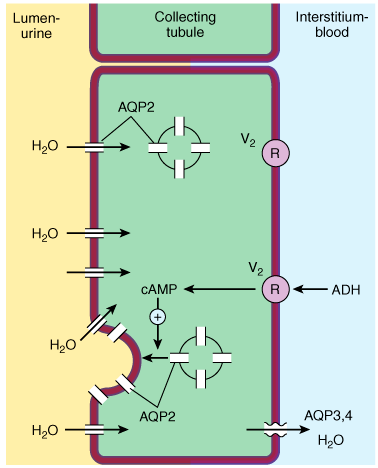 Lumen-
urine
Collecting
tubule
Interstitium-
blood
AQP2
H₂O
V₂
R
H₂O
V₂
cAMP
R
ADH
+
H₂O
AQP2
AQP3,4
H₂O
H₂O